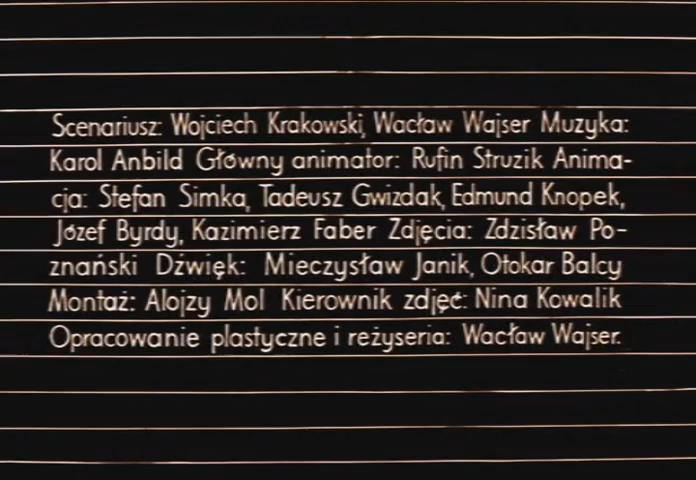 Scenariusz: Wojciech Krakowski, Wacław Wajser Muzyka:
Karol Anbild Główny animator: Rufin Struzik Anima-
cja: Stefan Simka, Tadeusz Gwizdak, Edmund Knopek,
Józef Byrdy, Kazimierz Faber Zdjęcia: Zdzisław Po-
znański Dźwięk: Mieczysław Janik, Otokar Balcy
Montaż: Alojzy Mol Kierownik zdjęć: Nina Kowalik
Opracowanie plastyczne i reżyseria: Wacław Wajser.